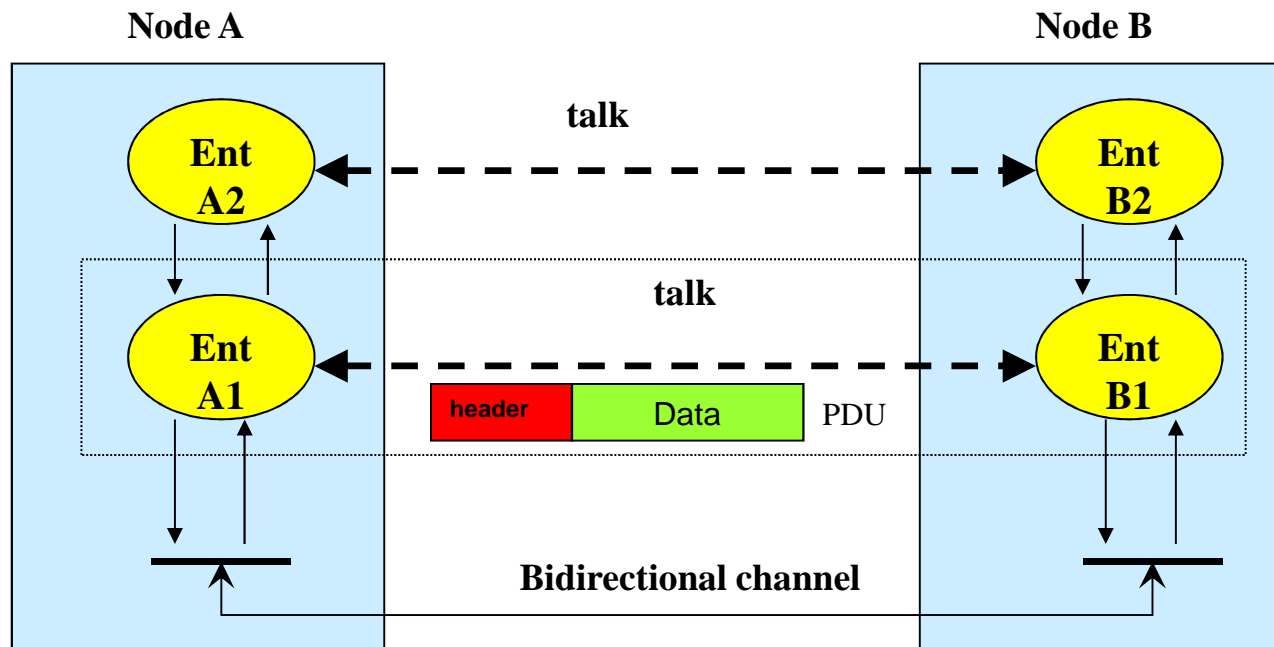 Node A
Node B
talk
Ent
A2
Ent
B2
talk
Ent
A1
Ent
B1
header
Data
PDU
Bidirectional channel